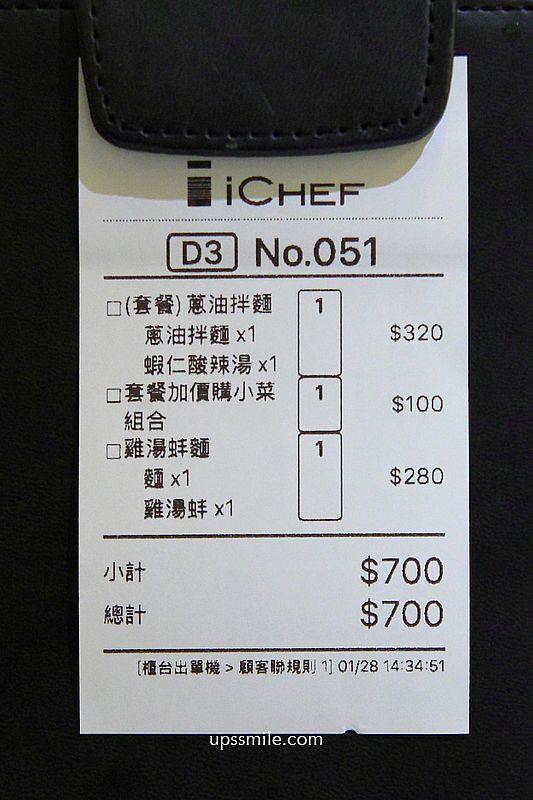 iCHEF
D3 No.051
□(套餐)蔥油拌麵 1
蔥油拌麵 x1 $320
蝦仁酸辣湯 x1
□套餐加價購小菜 1 $100
組合
□雞湯蚌麵 1
麵 x1 $280
雞湯蚌 x1
小計 $700
總計 $700
[櫃台出單機 > 顧客聯規則 1] 01/28 14:34:51
upssmile.com